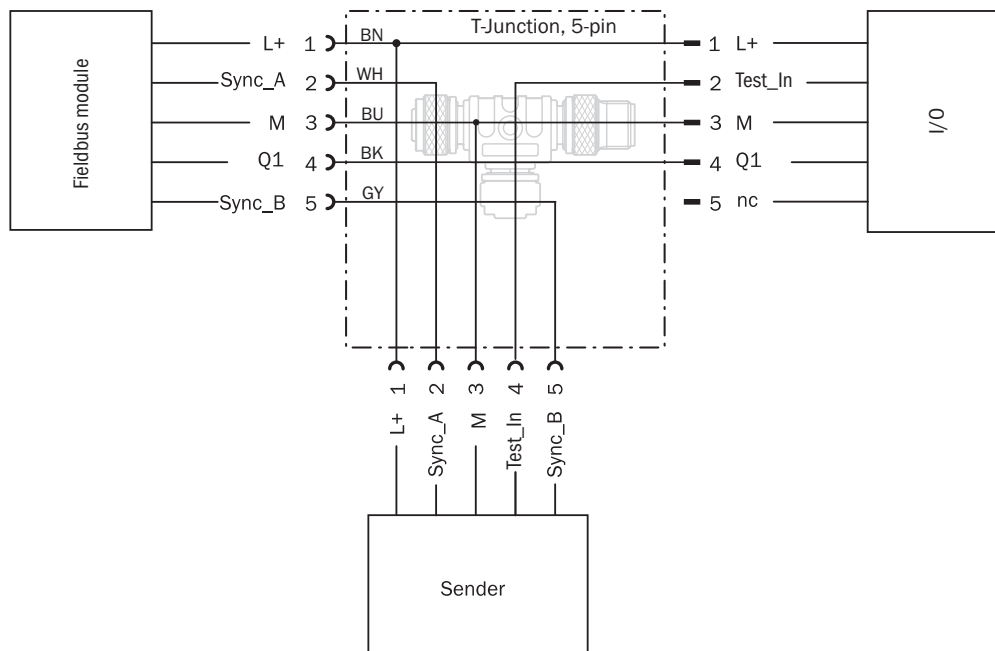 T-Junction, 5-pin
Fieldbus module
L+ 1 BN 1 L+
Sync_A 2 WH 2 Test_In
M 3 BU 3 M
Q1 4 BK 4 Q1
Sync_B 5 GY 5 nc
I/O
1 2 3 4 5
L+ Sync_A M Test_In Sync_B
Sender